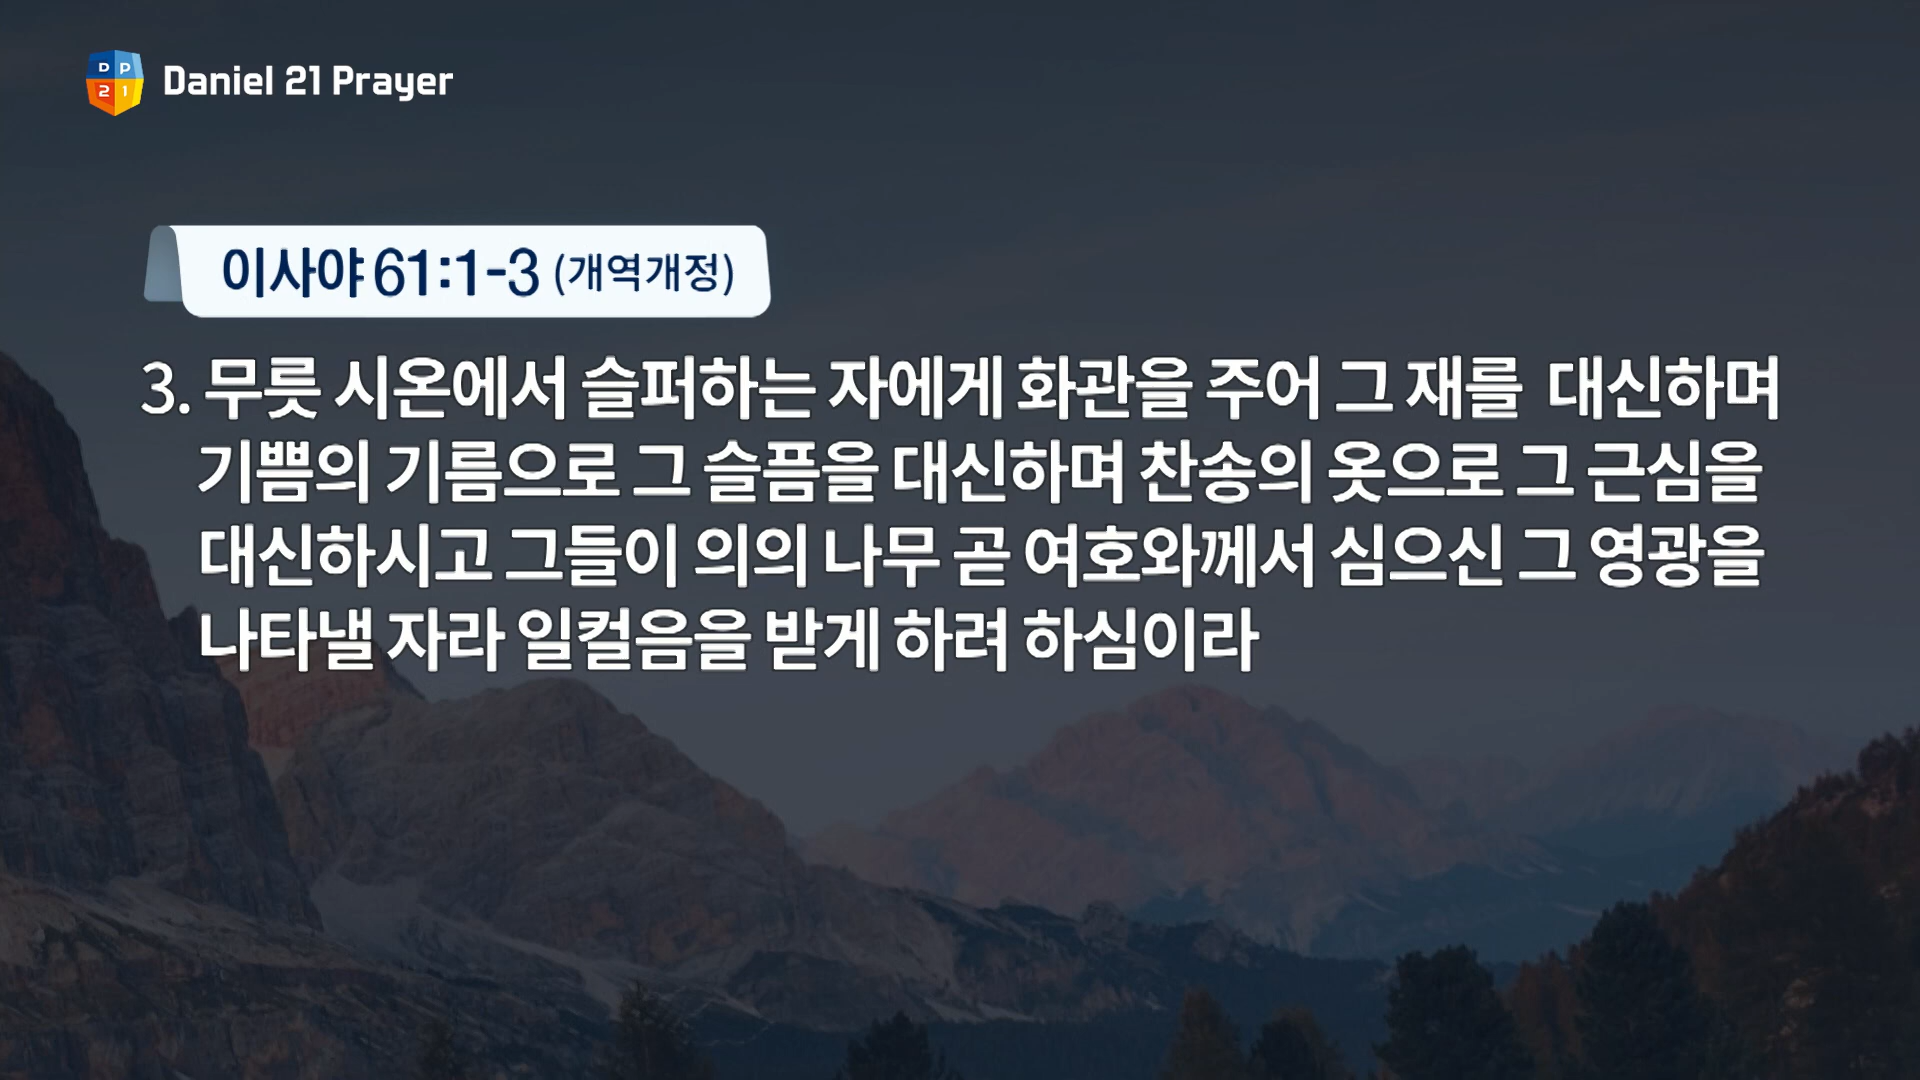 DP
21
Daniel 21 Prayer
이사야 61:1-3 (개역개정)
3. 무릇 시온에서 슬퍼하는 자에게 화관을 주어 그 재를 대신하며
기쁨의 기름으로 그 슬픔을 대신하며 찬송의 옷으로 그 근심을
대신하시고 그들이 의의 나무 곧 여호와께서 심으신 그 영광을
나타낼 자라 일컬음을 받게 하려 하심이라